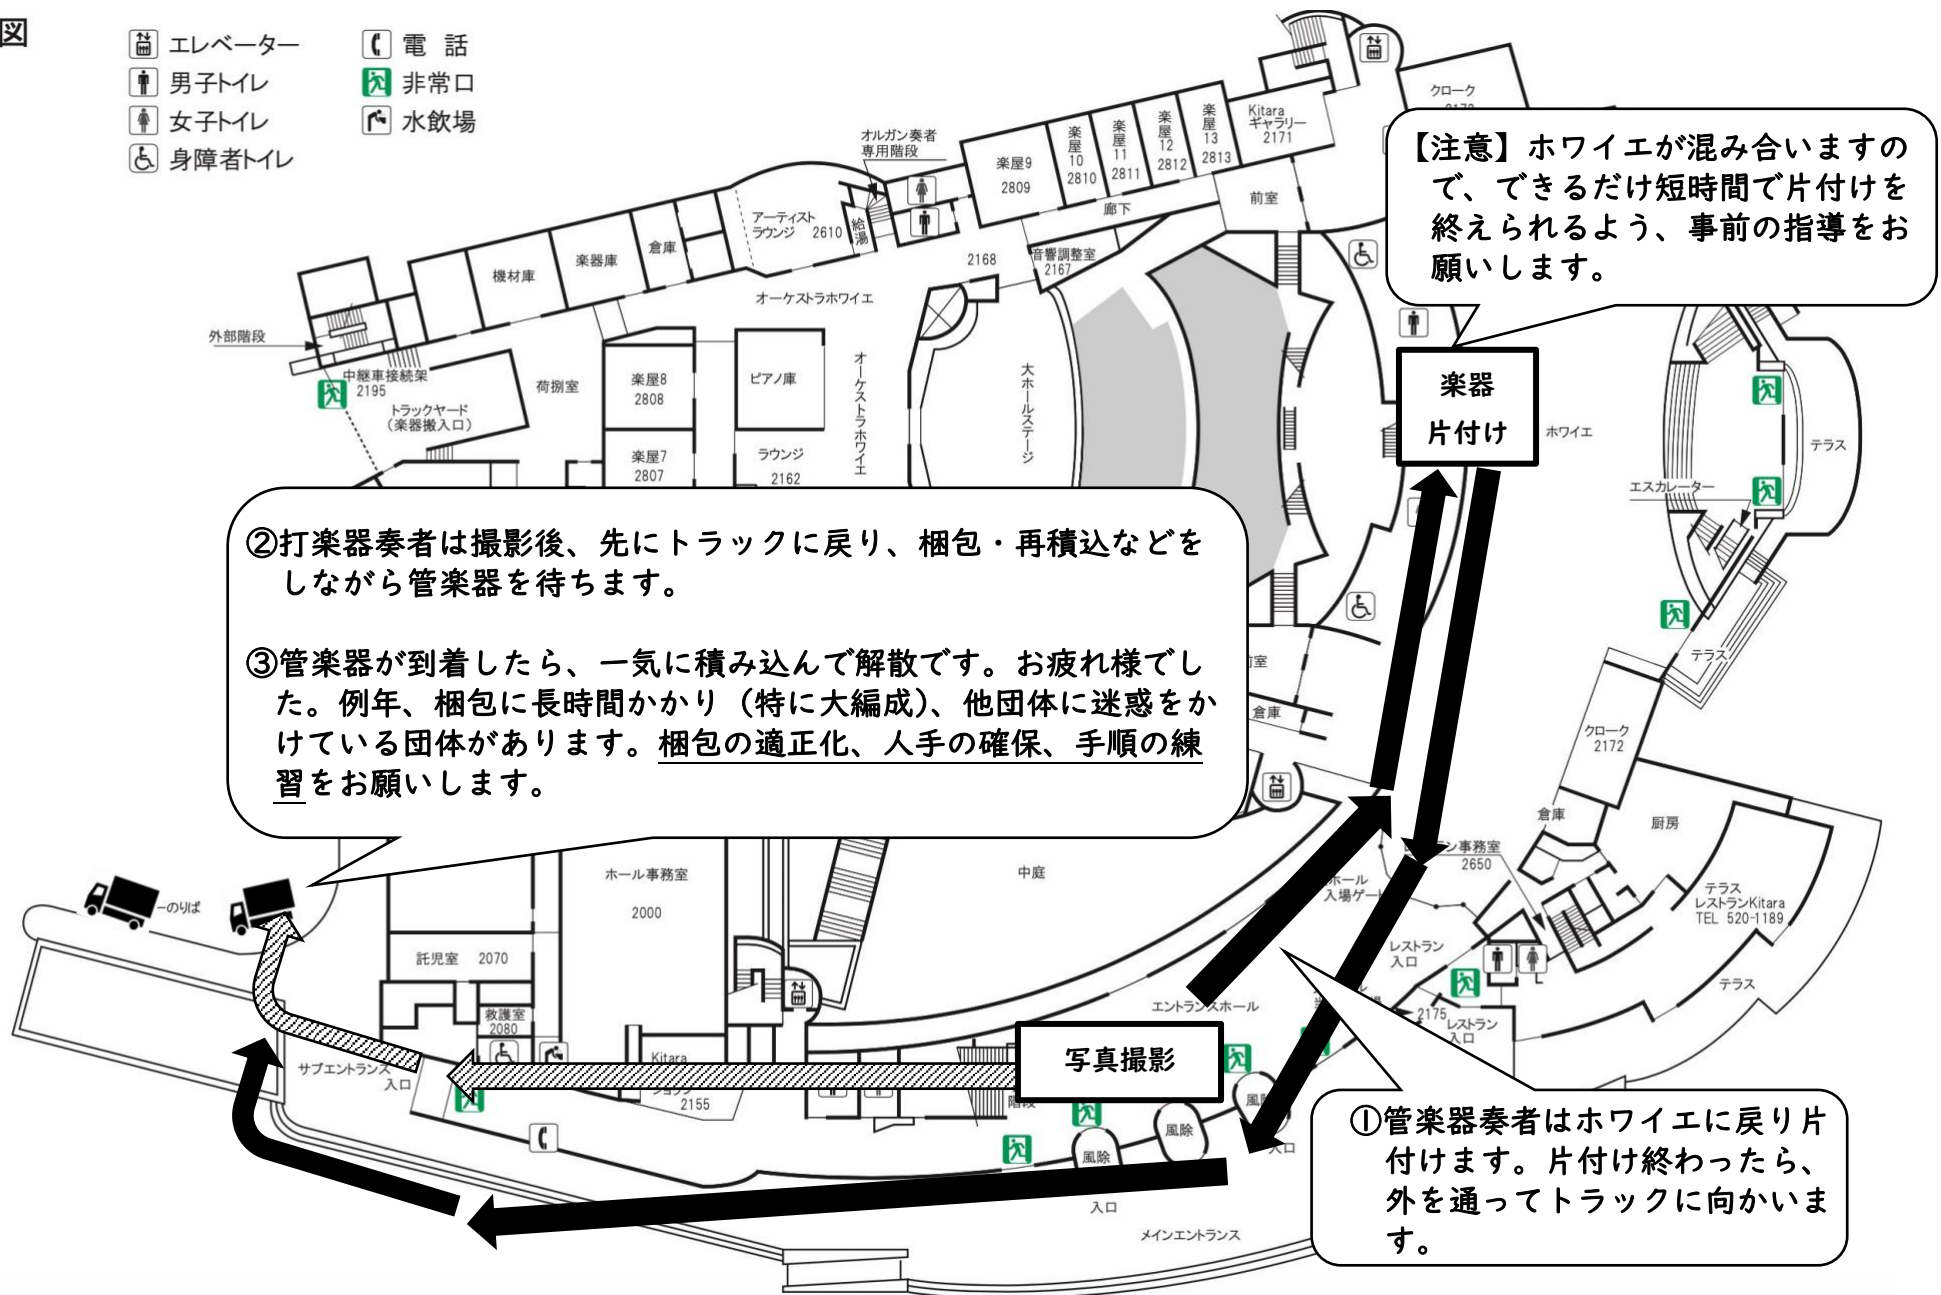 図
エレベーター
男子トイレ
女子トイレ
身障者トイレ
電 話
非常口
水飲場
クローク
【注意】ホワイエが混み合いますの
で、できるだけ短時間で片付けを
終えられるよう、事前の指導をお
願いします。
Kitara
ギャラリー
2171
楽屋13
2813
楽屋12
2812
楽屋11
2811
楽屋10
2810
楽屋9
2809
オルガン奏者
専用階段
前室
廊下
アーティスト
ラウンジ 2610
給湯
音響調整室
2167
2168
倉庫
楽器庫
機材庫
オーケストラホワイエ
外部階段
中継車接続架
2195
トラックヤード
（楽器搬入口）
荷捌室
楽屋8
2808
ピアノ庫
オーケストラホワイエ
大ホールステージ
楽屋7
2807
ラウンジ
2162
楽器
片付け
ホワイエ
テラス
エスカレーター
テラス
②打楽器奏者は撮影後、先にトラックに戻り、梱包・再積込などを
しながら管楽器を待ちます。
③管楽器が到着したら、一気に積み込んで解散です。お疲れ様でし
た。例年、梱包に長時間かかり（特に大編成）、他団体に迷惑をか
けている団体があります。梱包の適正化、人手の確保、手順の練
習をお願いします。
室
倉庫
クローク
2172
倉庫
厨房
ン事務室
2650
ホール
入場ゲート
テラス
レストランKitara
TEL 520-1189
レストラン
入口
テラス
2175
レストラン
入口
中庭
ホール事務室
2000
ーのりば
託児室 2070
救護室
2080
エントランスホール
写真撮影
Kitara
2155
サブエントランス
入口
階段
風除
風除
風除
入口
入口
メインエントランス
①管楽器奏者はホワイエに戻り片
付けます。片付け終わったら、
外を通ってトラックに向かいま
す。